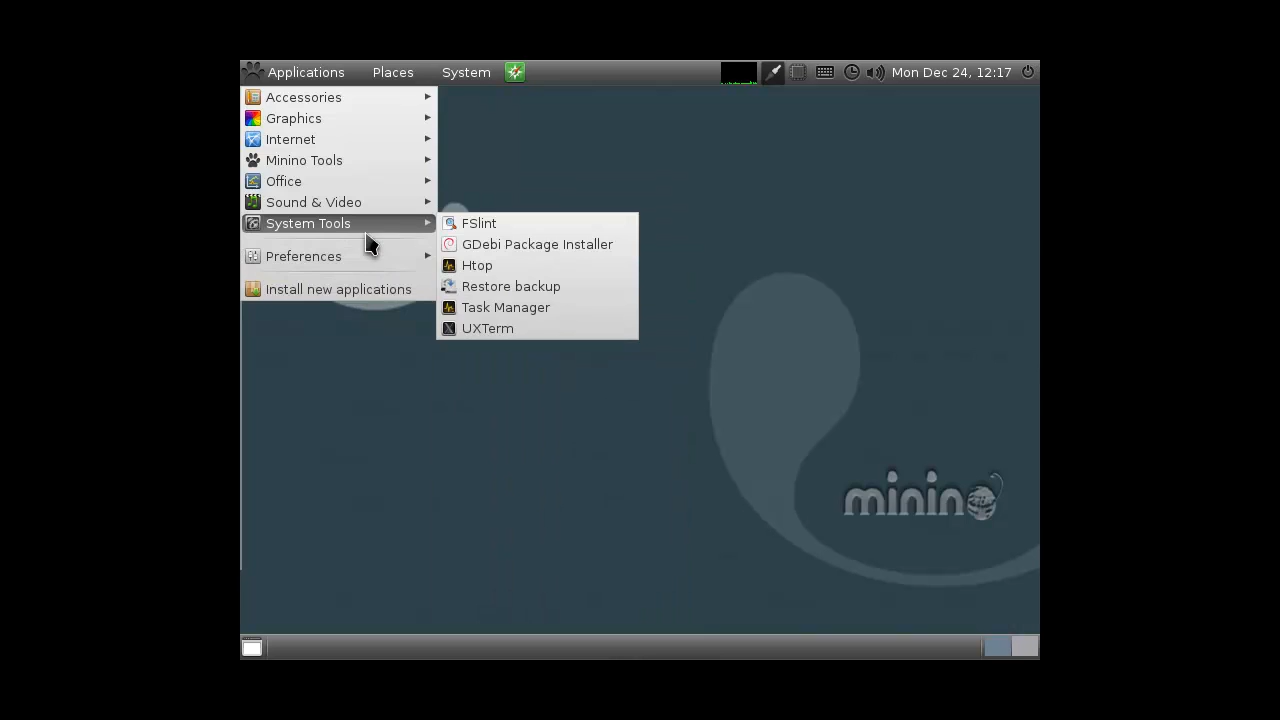 Applications Places System Mon Dec 24, 12:17
Accessories
Graphics
Internet
Minino Tools
Office
Sound & Video
System Tools
Preferences
Install new applications
FSlint
GDebi Package Installer
Htop
Restore backup
Task Manager
UXTerm
minino